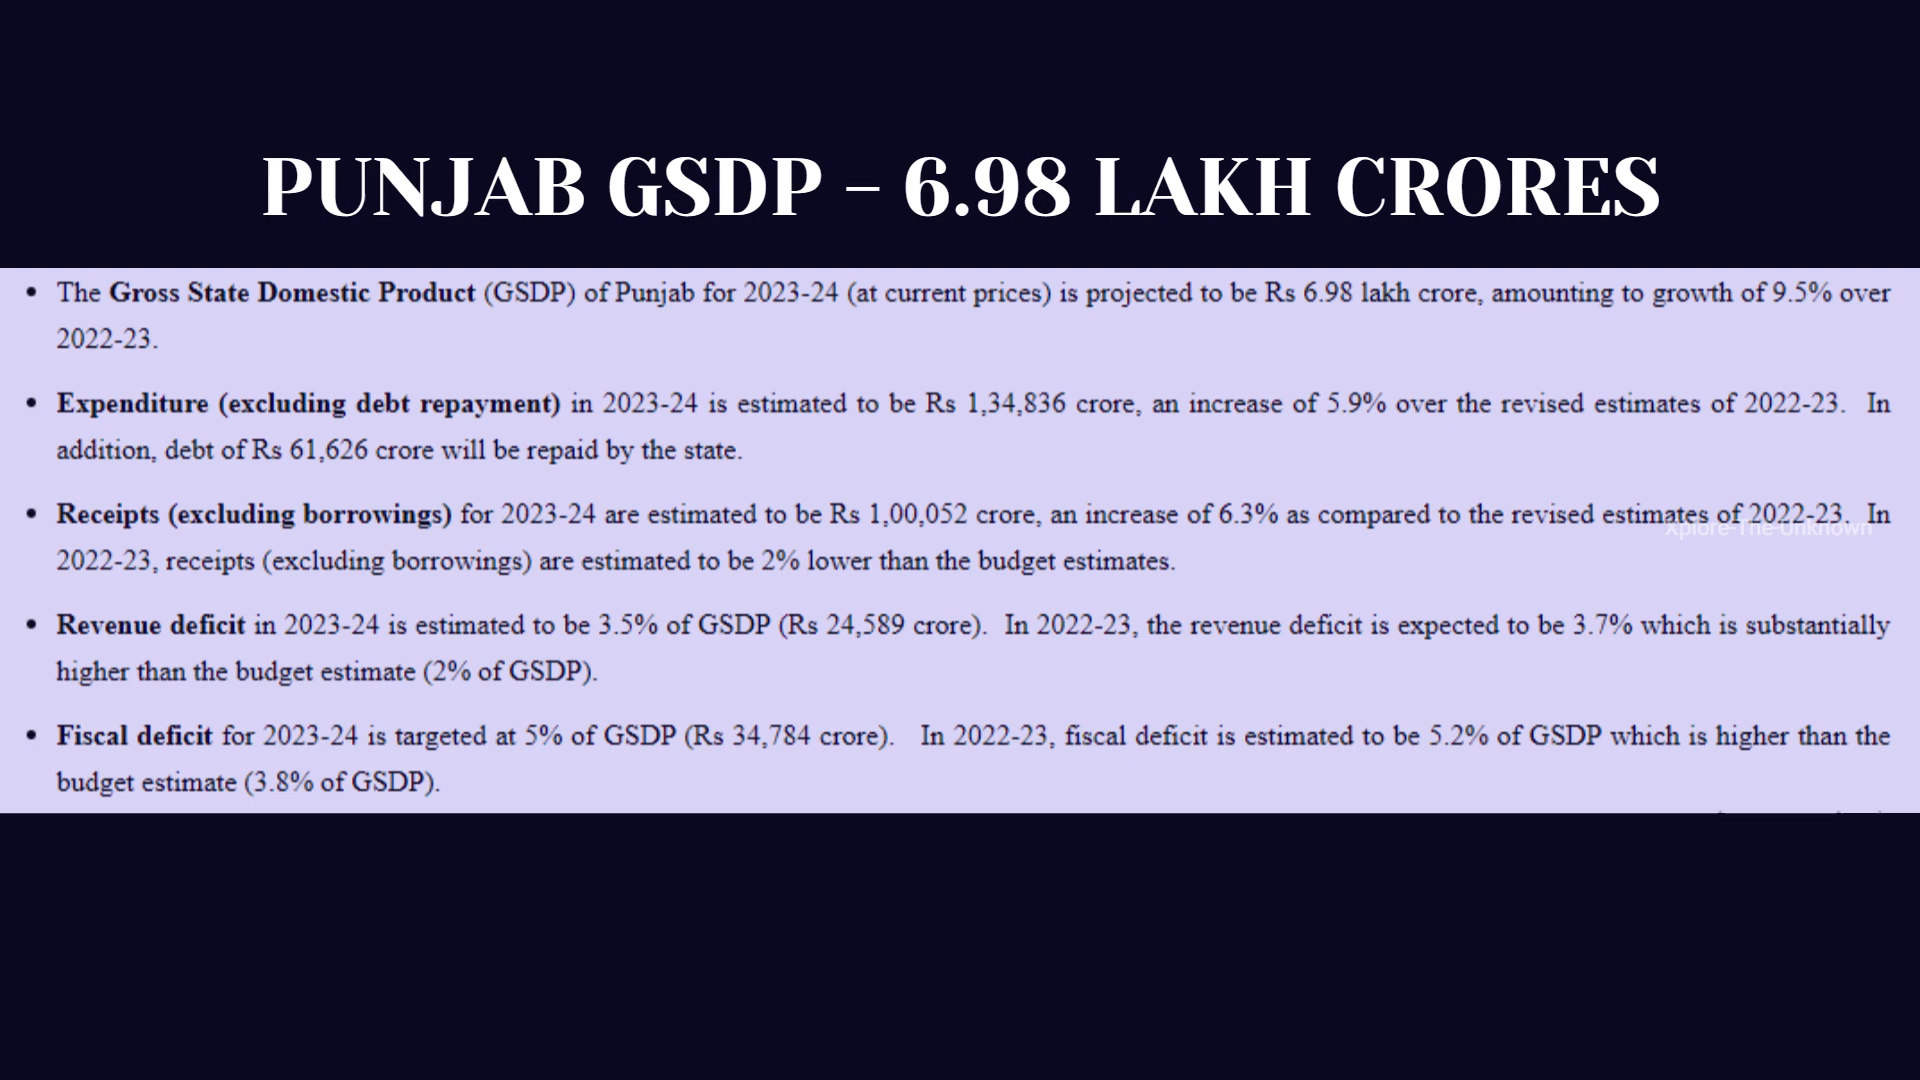 PUNJAB GSDP – 6.98 LAKH CRORES
• The Gross State Domestic Product (GSDP) of Punjab for 2023-24 (at current prices) is projected to be Rs 6.98 lakh crore, amounting to growth of 9.5% over
2022-23.
• Expenditure (excluding debt repayment) in 2023-24 is estimated to be Rs 1,34,836 crore, an increase of 5.9% over the revised estimates of 2022-23. In
addition, debt of Rs 61,626 crore will be repaid by the state.
• Receipts (excluding borrowings) for 2023-24 are estimated to be Rs 1,00,052 crore, an increase of 6.3% as compared to the revised estimates of 2022-23. In
Xplore-The-Unknown
2022-23, receipts (excluding borrowings) are estimated to be 2% lower than the budget estimates.
• Revenue deficit in 2023-24 is estimated to be 3.5% of GSDP (Rs 24,589 crore). In 2022-23, the revenue deficit is expected to be 3.7% which is substantially
higher than the budget estimate (2% of GSDP).
• Fiscal deficit for 2023-24 is targeted at 5% of GSDP (Rs 34,784 crore). In 2022-23, fiscal deficit is estimated to be 5.2% of GSDP which is higher than the
budget estimate (3.8% of GSDP).